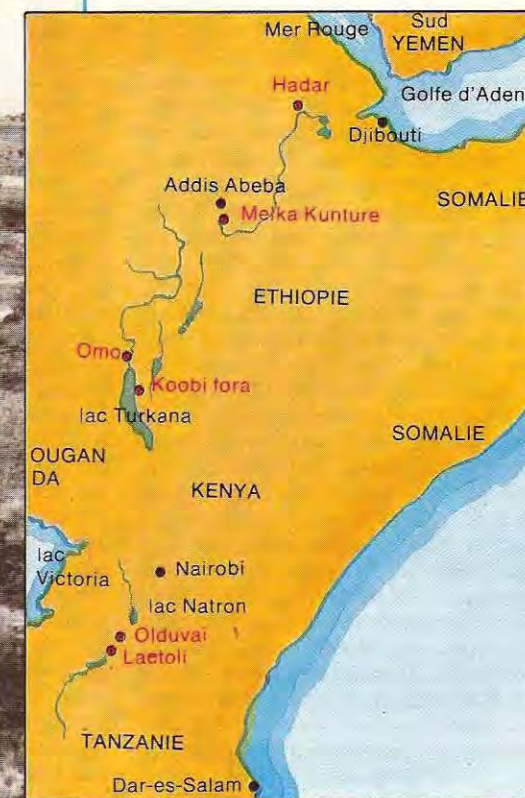 Mer Rouge
Sud
YEMEN
Hadar
Golfe d'Aden
Djibouti
Addis Abeba
SOMALIE
Melka Kunture
ETHIOPIE
Omo
Koobi fora
lac Turkana
SOMALIE
OUGAN
DA
KENYA
lac
Victoria
Nairobi
lac Natron
Olduvai
Laetoli
TANZANIE
Dar-es-Salam